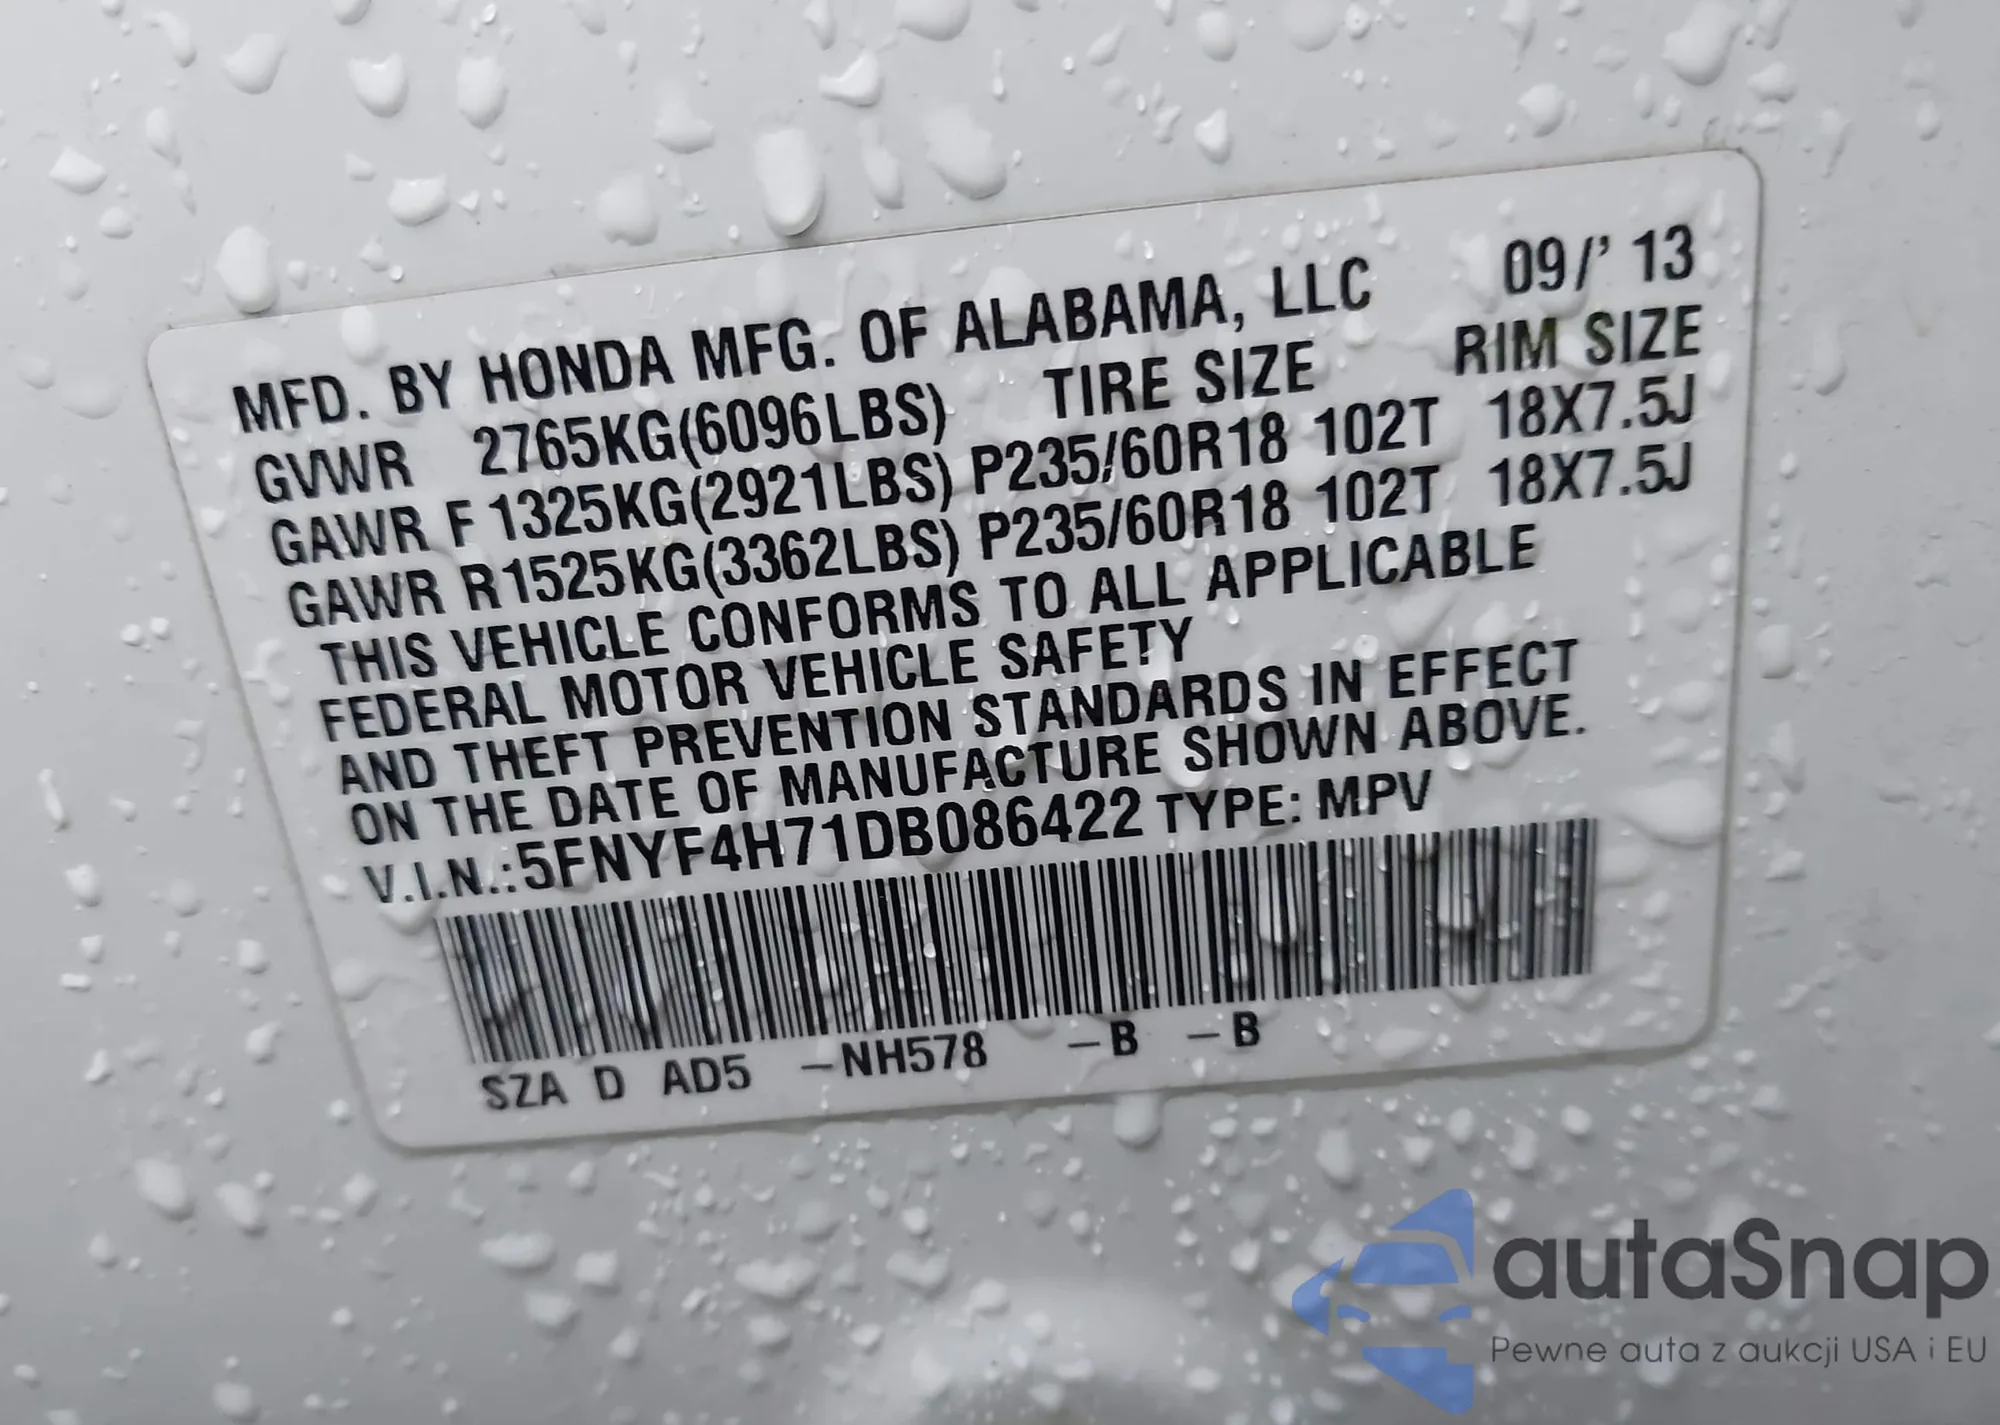 MFD. BY HONDA MFG. OF ALABAMA, LLC 09/' 13
GVWR 2765KG(6096LBS) TIRE SIZE RIM SIZE
GAWR F 1325KG(2921LBS) P235/60R18 102T 18X7.5J
GAWR R1525KG(3362LBS) P235/60R18 102T 18X7.5J
THIS VEHICLE CONFORMS TO ALL APPLICABLE
FEDERAL MOTOR VEHICLE SAFETY
AND THEFT PREVENTION STANDARDS IN EFFECT
ON THE DATE OF MANUFACTURE SHOWN ABOVE.
V.I.N.:5FNYF4H71DB086422 TYPE: MPV
SZA D AD5 –NH578 –B –B
autaSnap
Pewne auta z aukcji USA i EU